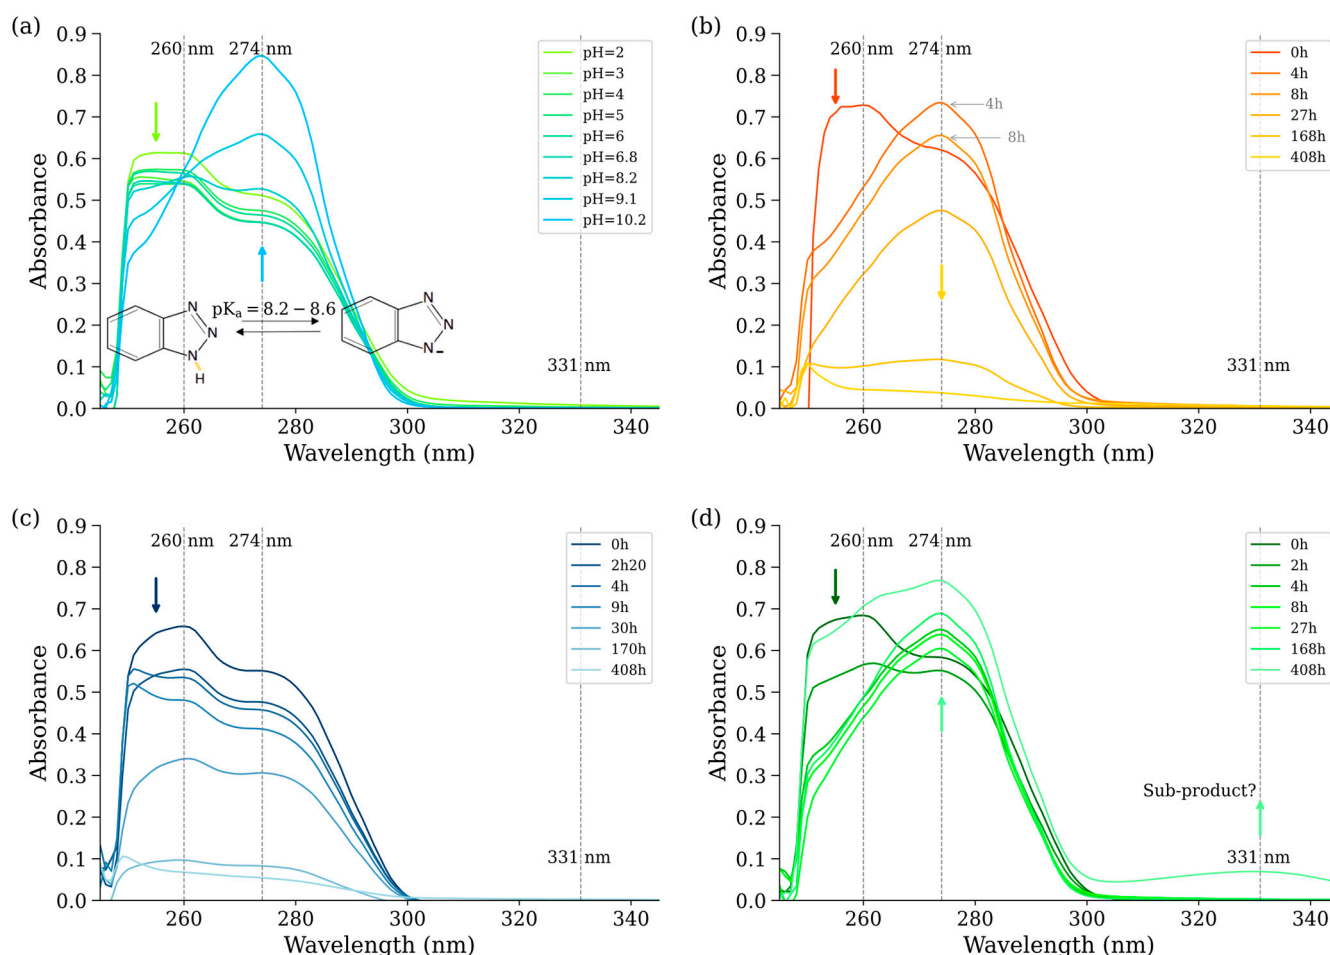 (a)
0.9
0.8
0.7
0.6
0.5
0.4
0.3
0.2
0.1
0.0
Absorbance
260 nm
274 nm
331 nm
pH=2
pH=3
pH=4
pH=5
pH=6
pH=6.8
pH=8.2
pH=9.1
pH=10.2
pKa = 8.2 − 8.6
N
N
N
H
N
N
N-
260
280
300
320
340
Wavelength (nm)
(b)
0.9
0.8
0.7
0.6
0.5
0.4
0.3
0.2
0.1
0.0
Absorbance
260 nm
274 nm
331 nm
4h
8h
0h
4h
8h
27h
168h
408h
260
280
300
320
340
Wavelength (nm)
(c)
0.9
0.8
0.7
0.6
0.5
0.4
0.3
0.2
0.1
0.0
Absorbance
260 nm
274 nm
331 nm
0h
2h20
4h
9h
30h
170h
408h
260
280
300
320
340
Wavelength (nm)
(d)
0.9
0.8
0.7
0.6
0.5
0.4
0.3
0.2
0.1
0.0
Absorbance
260 nm
274 nm
Sub-product?
331 nm
0h
2h
4h
8h
27h
168h
408h
260
280
300
320
340
Wavelength (nm)